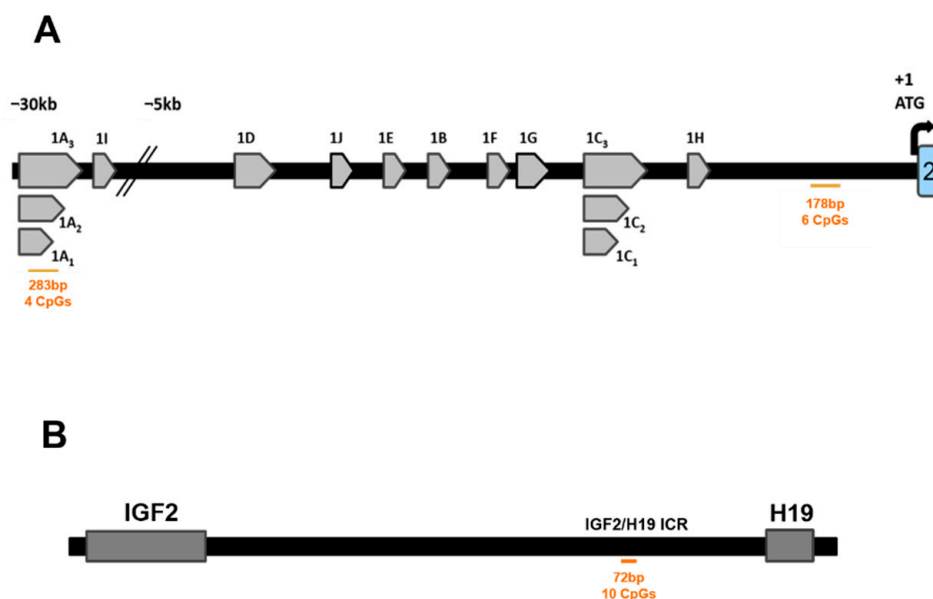 A
~30kb
~5kb
+1
ATG
1A3
1I
1D
1J
1E
1B
1F
1G
1C3
1H
2
1A2
1C2
1A1
1C1
178bp
6 CpGs
283bp
4 CpGs
B
IGF2
IGF2/H19 ICR
H19
72bp
10 CpGs